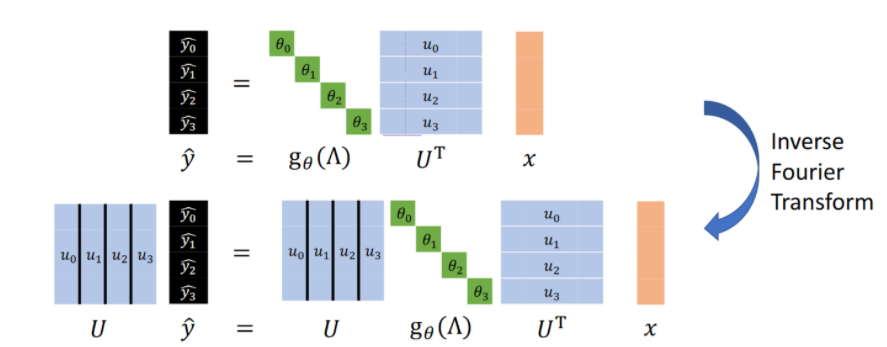 ŷ₀ θ₀ u₀
ŷ₁ θ₁ u₁
= 
ŷ₂ θ₂ u₂
ŷ₃ θ₃ u₃
ŷ = g_θ(Λ) Uᵀ x
Inverse
Fourier
Transform
ŷ₀ θ₀ u₀
ŷ₁ θ₁ u₁
u₀ u₁ u₂ u₃ = u₀ u₁ u₂ u₃
ŷ₂ θ₂ u₂
ŷ₃ θ₃ u₃
U ŷ = U g_θ(Λ) Uᵀ x